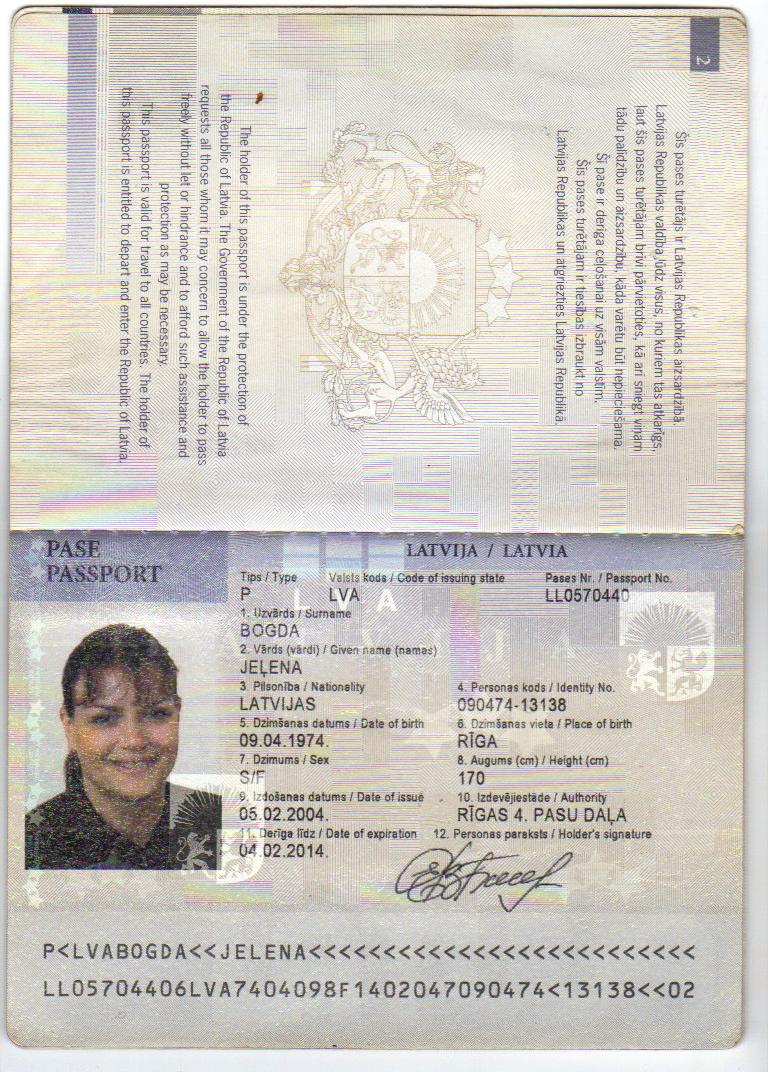 2
Šis pases turētājs ir Latvijas Republikas aizsardzībā.
Latvijas Republikas valdība lūdz visus, no kuriem tas atkarīgs,
ļaut šīs pases turētājam brīvi pārvietoties, kā arī sniegt viņam
tādu palīdzību un aizsardzību, kāda varētu būt nepieciešama.
Šī pase ir derīga ceļošanai uz visām valstīm.
Šīs pases turētājam ir tiesības izbraukt no
Latvijas Republikas un atgriezties Latvijas Republikā.
The holder of this passport is under the protection of
the Republic of Latvia. The Government of the Republic of Latvia
requests all those whom it may concern to allow the holder to pass
freely without let or hindrance and to afford such assistance and
protection as may be necessary.
This passport is valid for travel to all countries. The holder of
this passport is entitled to depart and enter the Republic of Latvia.
PASE
PASSPORT
LATVIJA / LATVIA
Tips / Type Valsts kods / Code of issuing state Pases Nr. / Passport No.
P LVA LL0570440
LVA
1. Uzvārds / Surname
BOGDA
2. Vārds (vārdi) / Given name (names)
JEĻENA
3. Pilsonība / Nationality 4. Personas kods / Identity No.
LATVIJAS 090474-13138
5. Dzimšanas datums / Date of birth 6. Dzimšanas vieta / Place of birth
09.04.1974. RĪGA
7. Dzimums / Sex 8. Augums (cm) / Height (cm)
S/F 170
9. Izdošanas datums / Date of issue 10. Izdevējiestāde / Authority
05.02.2004. RĪGAS 4. PASU DAĻA
11. Derīga līdz / Date of expiration 12. Personas paraksts / Holder's signature
04.02.2014.
P<LVABOGDA<<JELENA<<<<<<<<<<<<<<<<<<<<<<<<<<
LL05704406LVA7404098F1402047090474<13138<<02